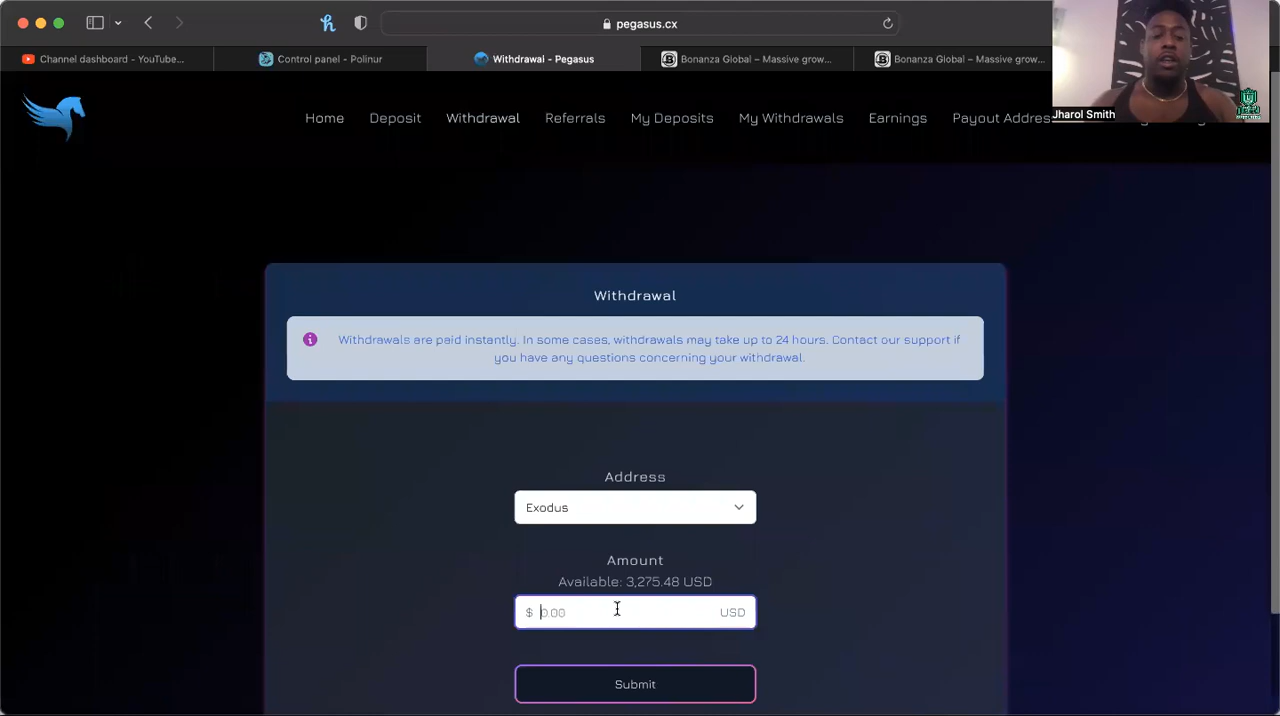 pegasus.cx
Channel dashboard - YouTube...
Control panel - Polinur
Withdrawal - Pegasus
Bonanza Global – Massive grow...
Bonanza Global – Massive grow...
Jharol Smith
Home
Deposit
Withdrawal
Referrals
My Deposits
My Withdrawals
Earnings
Payout Addres
Withdrawal
Withdrawals are paid instantly. In some cases, withdrawals may take up to 24 hours. Contact our support if
you have any questions concerning your withdrawal.
Address
Exodus
Amount
Available: 3,275.48 USD
$ 0.00 USD
Submit